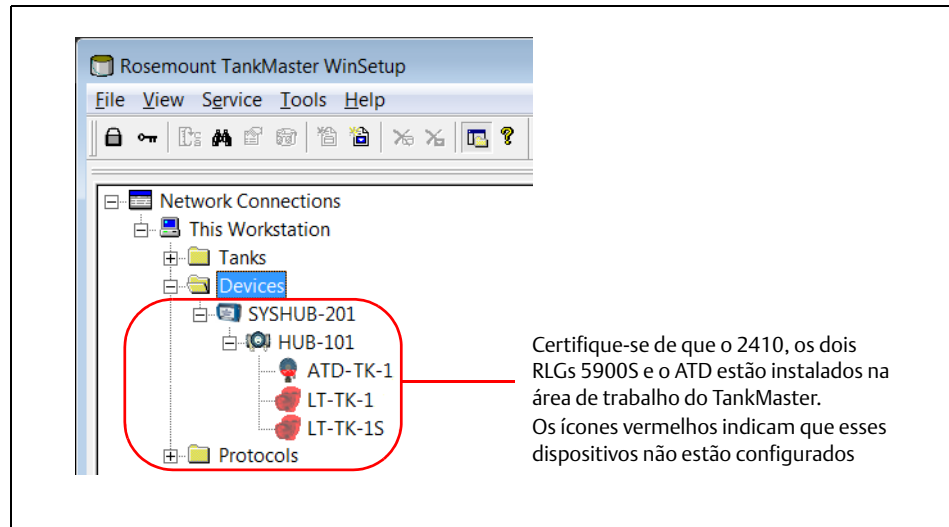 Rosemount TankMaster WinSetup
File View Service Tools Help
Network Connections
This Workstation
Tanks
Devices
SYSHUB-201
HUB-101
ATD-TK-1
LT-TK-1
LT-TK-1S
Protocols
Certifique-se de que o 2410, os dois
RLGs 5900S e o ATD estão instalados na
área de trabalho do TankMaster.
Os ícones vermelhos indicam que esses
dispositivos não estão configurados